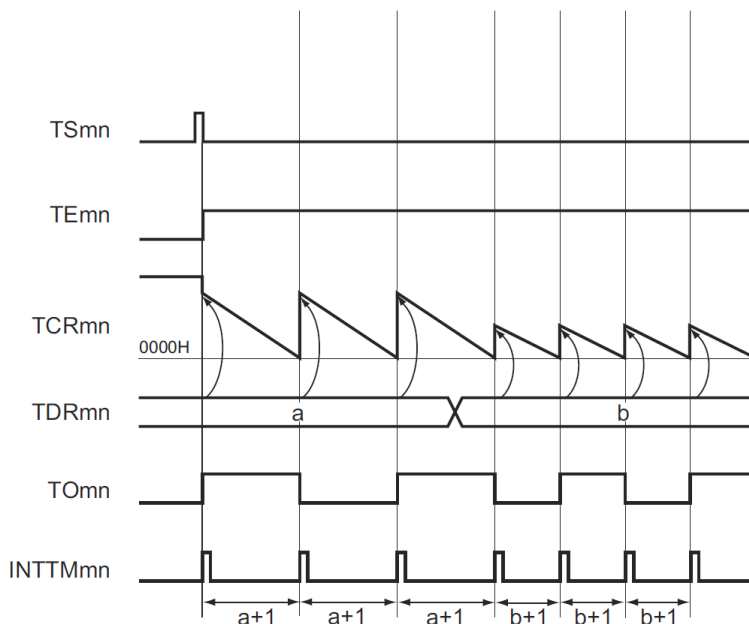 TSmn
TEmn
TCRmn
0000H
TDRmn
a
b
TOmn
INTTMmn
a+1
a+1
a+1
b+1
b+1
b+1